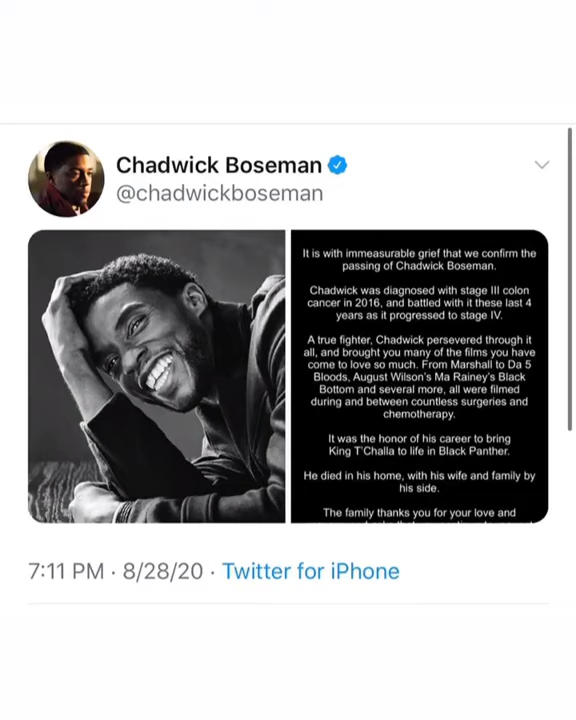 Chadwick Boseman
@chadwickboseman
It is with immeasurable grief that we confirm the
passing of Chadwick Boseman.
Chadwick was diagnosed with stage III colon
cancer in 2016, and battled with it these last 4
years as it progressed to stage IV.
A true fighter, Chadwick persevered through it
all, and brought you many of the films you have
come to love so much. From Marshall to Da 5
Bloods, August Wilson's Ma Rainey's Black
Bottom and several more, all were filmed
during and between countless surgeries and
chemotherapy.
It was the honor of his career to bring
King T'Challa to life in Black Panther.
He died in his home, with his wife and family by
his side.
The family thanks you for your love and
7:11 PM · 8/28/20 · Twitter for iPhone